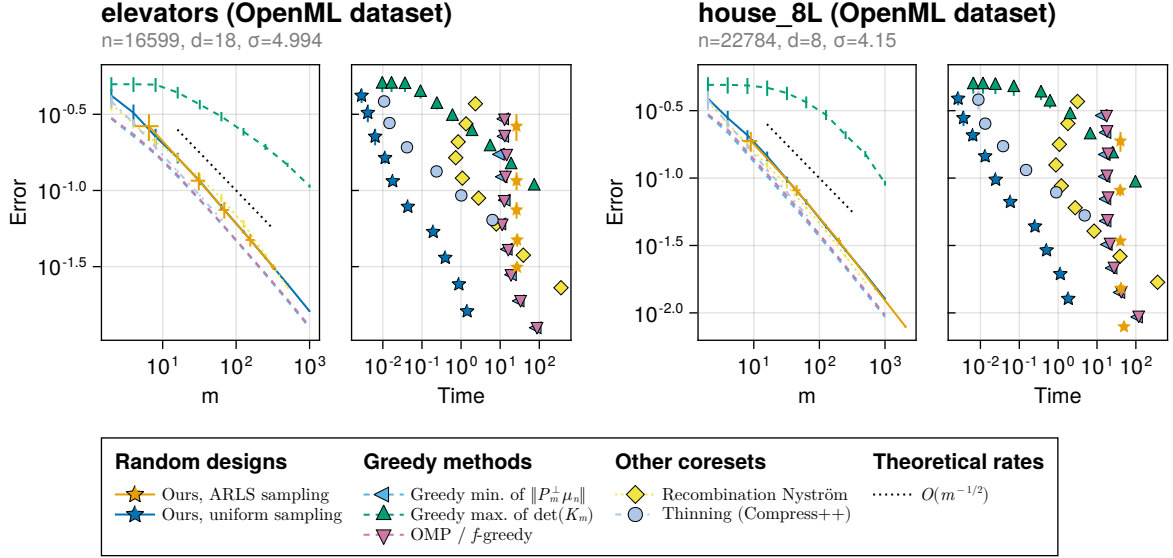 elevators (OpenML dataset)
n=16599, d=18, σ=4.994
house_8L (OpenML dataset)
n=22784, d=8, σ=4.15
Error
10^-0.5
10^-1.0
10^-1.5
10^1
10^2
10^3
m
10^-2
10^-1
10^0
10^1
10^2
Time
Error
10^-0.5
10^-1.0
10^-1.5
10^-2.0
10^1
10^2
10^3
m
10^-2
10^-1
10^0
10^1
10^2
Time
Random designs
Ours, ARLS sampling
Ours, uniform sampling
Greedy methods
Greedy min. of ‖P_m^⊥ μ_n‖
Greedy max. of det(K_m)
OMP / f-greedy
Other coresets
Recombination Nyström
Thinning (Compress++)
Theoretical rates
O(m^{-1/2})